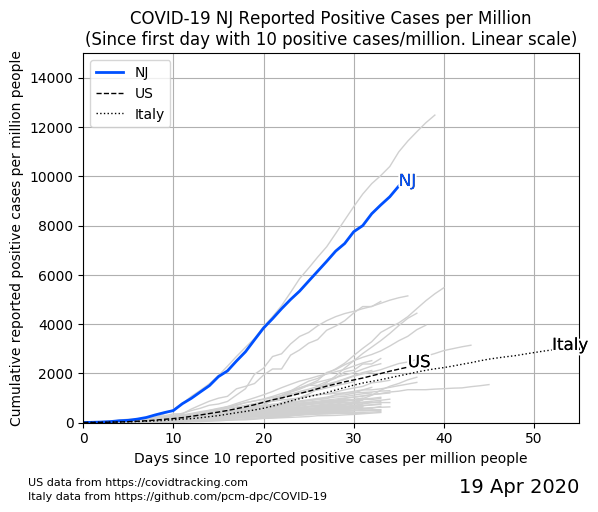 COVID-19 NJ Reported Positive Cases per Million
(Since first day with 10 positive cases/million. Linear scale)
Cumulative reported positive cases per million people
14000
12000
10000
8000
6000
4000
2000
0
NJ
US
Italy
NJ
US
Italy
0 10 20 30 40 50
Days since 10 reported positive cases per million people
US data from https://covidtracking.com
Italy data from https://github.com/pcm-dpc/COVID-19
19 Apr 2020